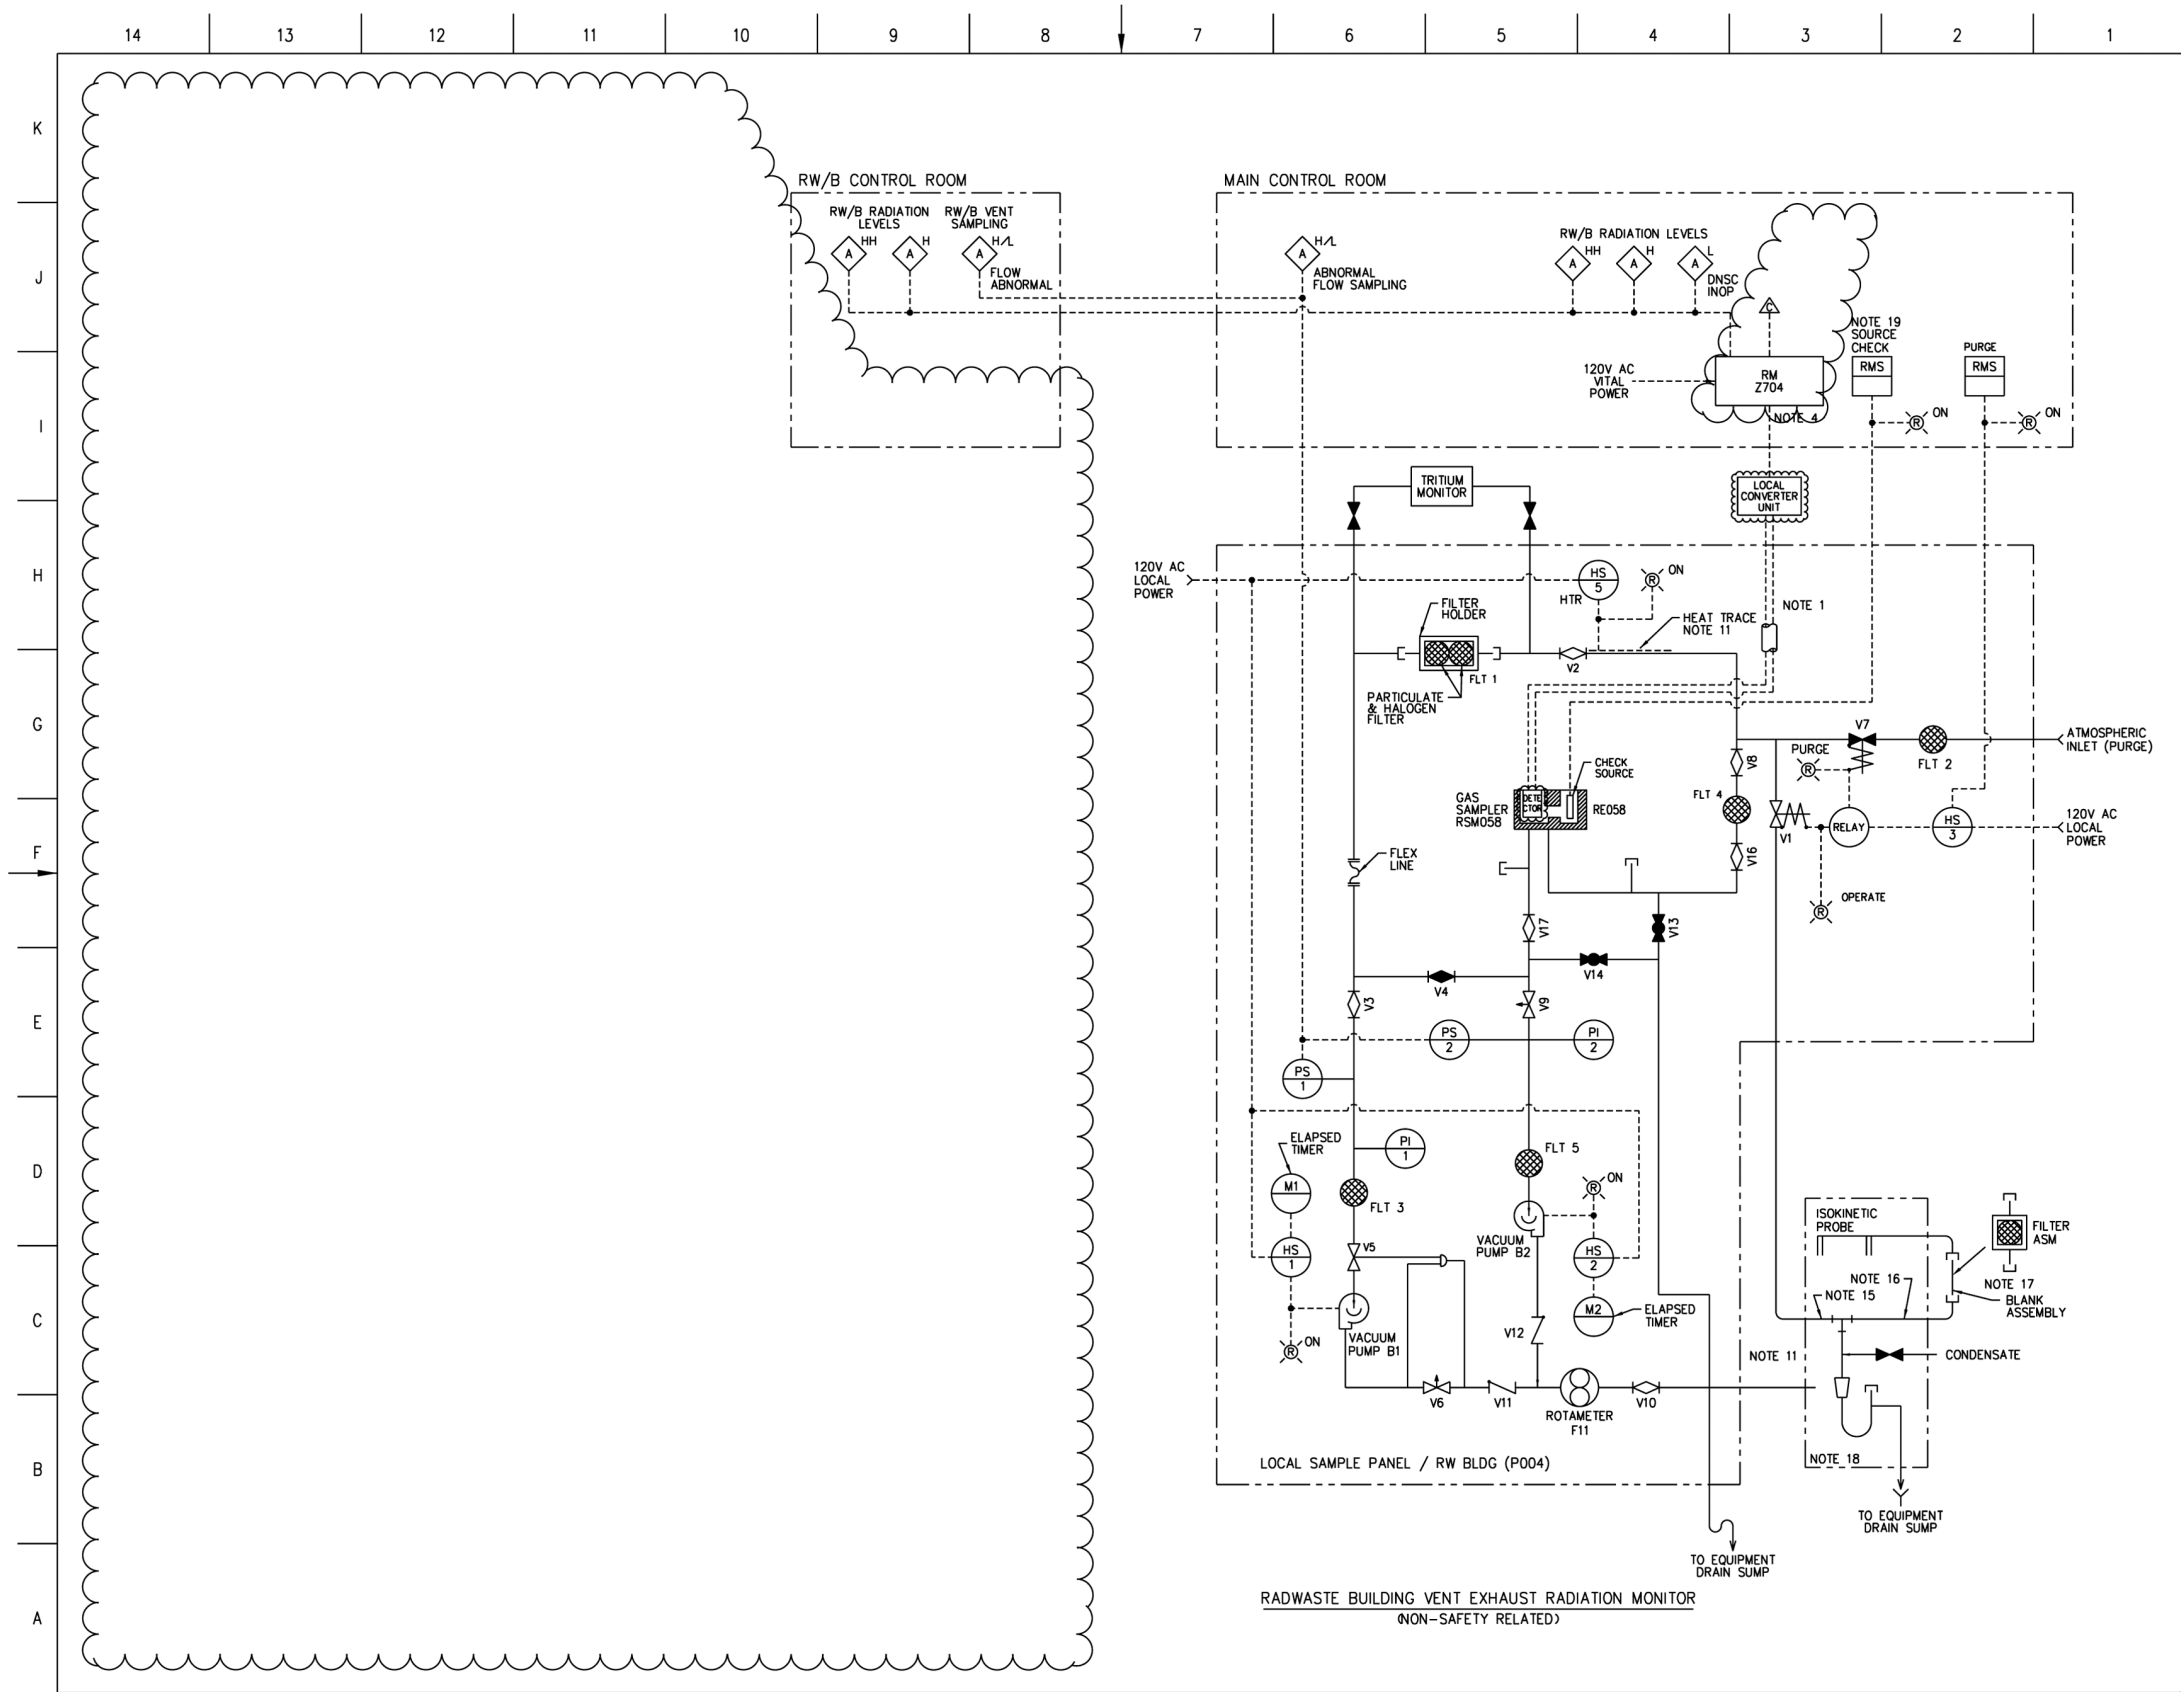 14 13 12 11 10 9 8 7 6 5 4 3 2 1
K
J
I
H
G
F
E
D
C
B
A
RW/B CONTROL ROOM
RW/B RADIATION
LEVELS
RW/B VENT
SAMPLING
A HH
A H
A H/L
FLOW
ABNORMAL
MAIN CONTROL ROOM
A H/L
ABNORMAL
FLOW SAMPLING
RW/B RADIATION LEVELS
A HH
A H
A L
DNSC
INOP
C
NOTE 19
SOURCE
CHECK
RMS
PURGE
RMS
120V AC
VITAL
POWER
RM
Z704
NOTE 4
R ON
R ON
TRITIUM
MONITOR
LOCAL
CONVERTER
UNIT
120V AC
LOCAL
POWER
HS
5
HTR
R ON
NOTE 1
FILTER
HOLDER
HEAT TRACE
NOTE 11
FLT 1
V2
PARTICULATE
& HALOGEN
FILTER
V7
ATMOSPHERIC
INLET (PURGE)
FLT 2
PURGE
R
V8
CHECK
SOURCE
GAS
SAMPLER
RSM058
DETE
CTOR
RE058
FLT 4
V1
RELAY
HS
3
120V AC
LOCAL
POWER
V16
FLEX
LINE
OPERATE
R
V17
V13
V14
V4
V3
V9
PS
2
PI
2
PS
1
ELAPSED
TIMER
PI
1
FLT 5
M1
FLT 3
R ON
VACUUM
PUMP B2
HS
1
V5
HS
2
M2
ELAPSED
TIMER
R ON
VACUUM
PUMP B1
V12
V6
V11
ROTAMETER
F11
V10
ISOKINETIC
PROBE
FILTER
ASM
NOTE 16
NOTE 17
NOTE 15
BLANK
ASSEMBLY
NOTE 11
CONDENSATE
NOTE 18
LOCAL SAMPLE PANEL / RW BLDG (P004)
TO EQUIPMENT
DRAIN SUMP
TO EQUIPMENT
DRAIN SUMP
RADWASTE BUILDING VENT EXHAUST RADIATION MONITOR
(NON-SAFETY RELATED)